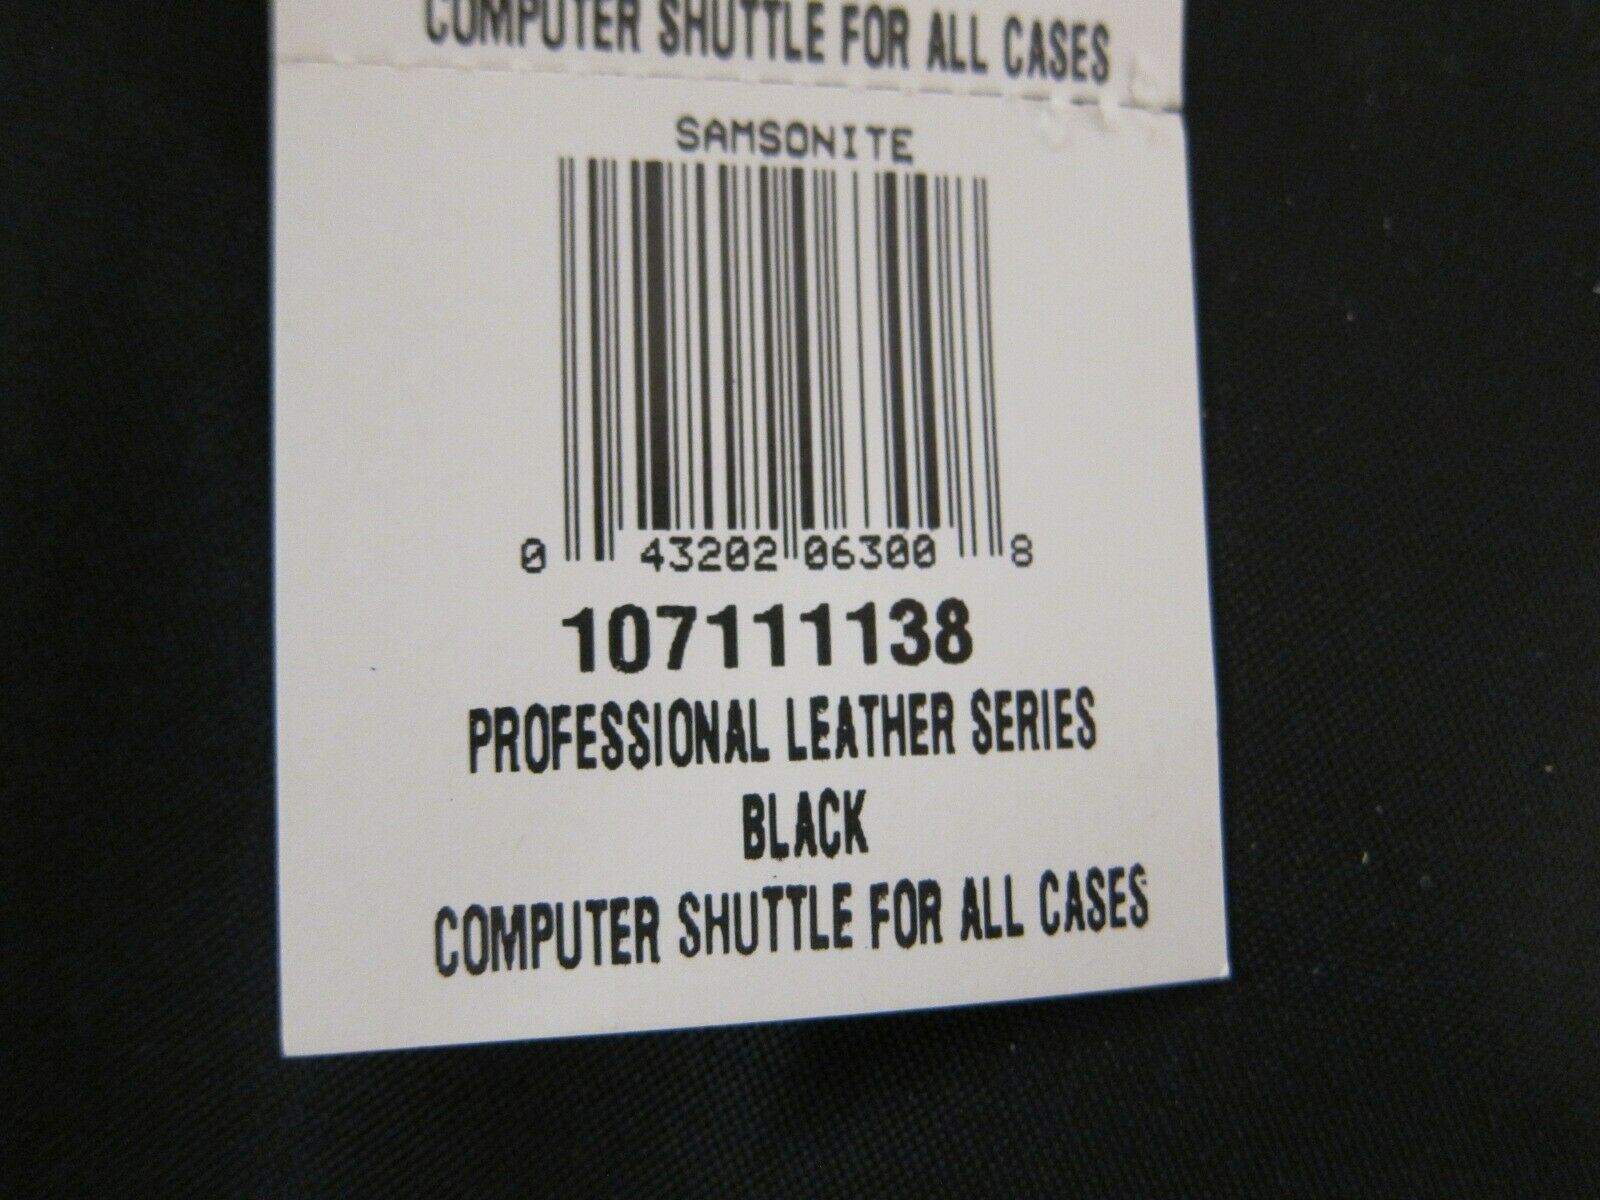 COMPUTER SHUTTLE FOR ALL CASES
SAMSONITE
0 43202 06300 8
107111138
PROFESSIONAL LEATHER SERIES
BLACK
COMPUTER SHUTTLE FOR ALL CASES